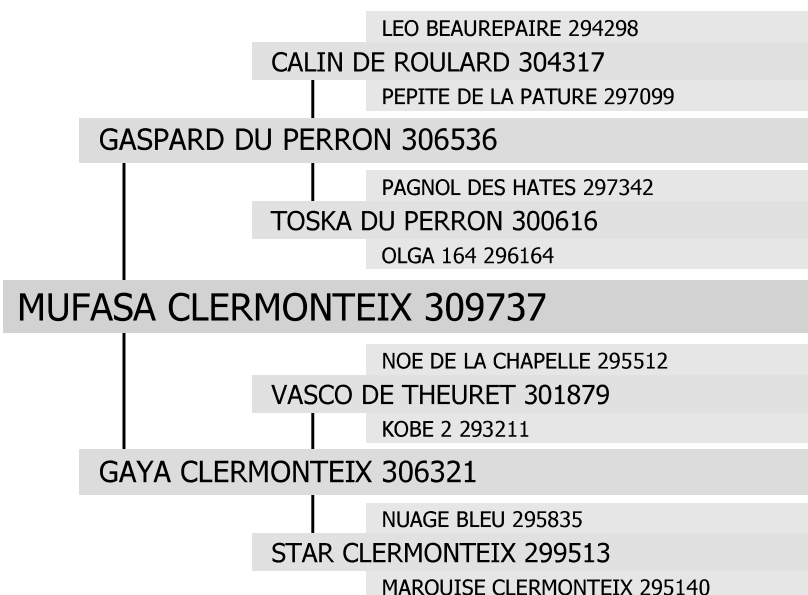 LEO BEAUREPAIRE 294298
CALIN DE ROULARD 304317
PEPITE DE LA PATURE 297099
GASPARD DU PERRON 306536
PAGNOL DES HATES 297342
TOSKA DU PERRON 300616
OLGA 164 296164
MUFASA CLERMONTEIX 309737
NOE DE LA CHAPELLE 295512
VASCO DE THEURET 301879
KOBE 2 293211
GAYA CLERMONTEIX 306321
NUAGE BLEU 295835
STAR CLERMONTEIX 299513
MARQUISE CLERMONTEIX 295140